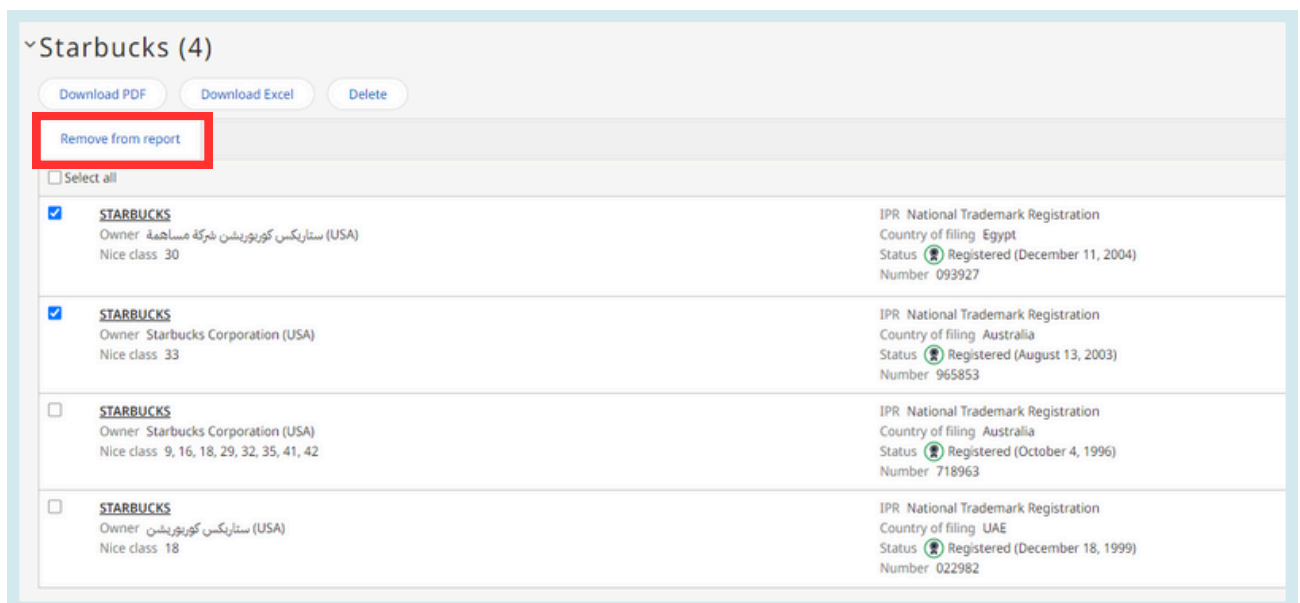 Starbucks (4)
Download PDF Download Excel Delete
Remove from report
Select all
STARBUCKS
Owner ستاربكس كوربوريشن شركة مساهمة (USA)
Nice class 30
IPR National Trademark Registration
Country of filing Egypt
Status Registered (December 11, 2004)
Number 093927
STARBUCKS
Owner Starbucks Corporation (USA)
Nice class 33
IPR National Trademark Registration
Country of filing Australia
Status Registered (August 13, 2003)
Number 965853
STARBUCKS
Owner Starbucks Corporation (USA)
Nice class 9, 16, 18, 29, 32, 35, 41, 42
IPR National Trademark Registration
Country of filing Australia
Status Registered (October 4, 1996)
Number 718963
STARBUCKS
Owner ستاربكس كوربوريشن (USA)
Nice class 18
IPR National Trademark Registration
Country of filing UAE
Status Registered (December 18, 1999)
Number 022982